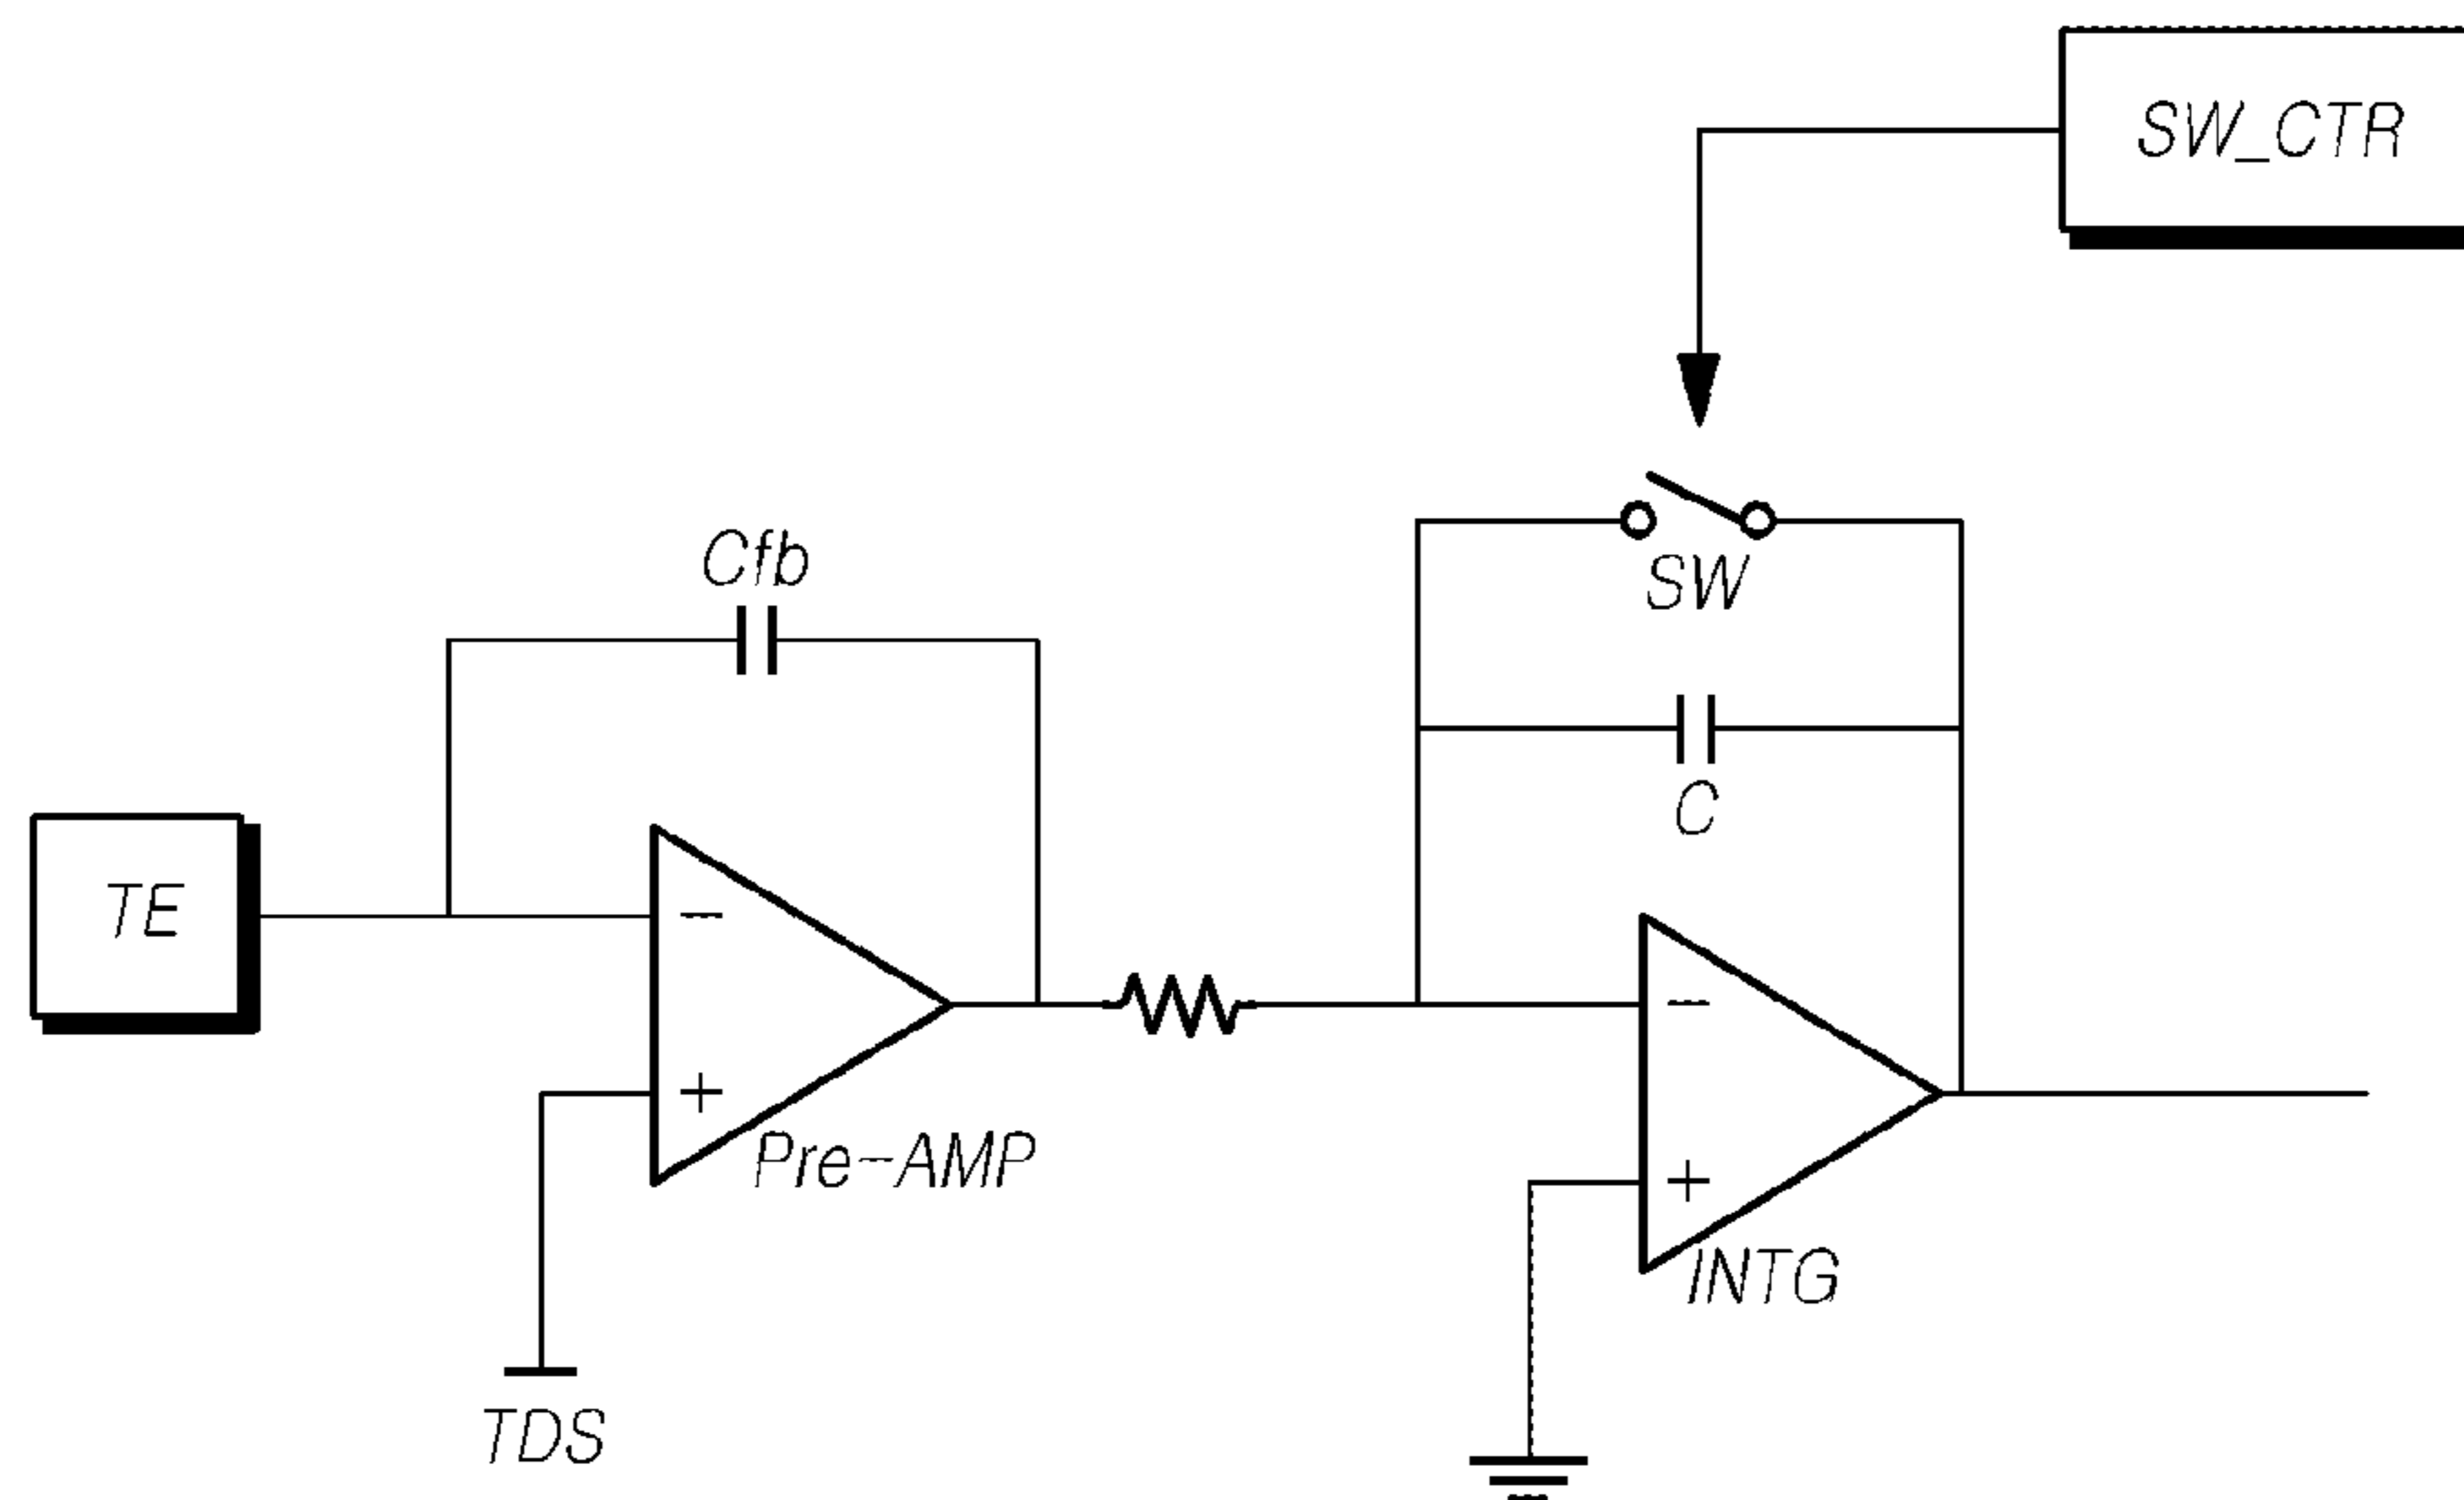 SW_CTR
SW
Cfb
C
TE
−
+
Pre-AMP
−
+
INTG
TDS